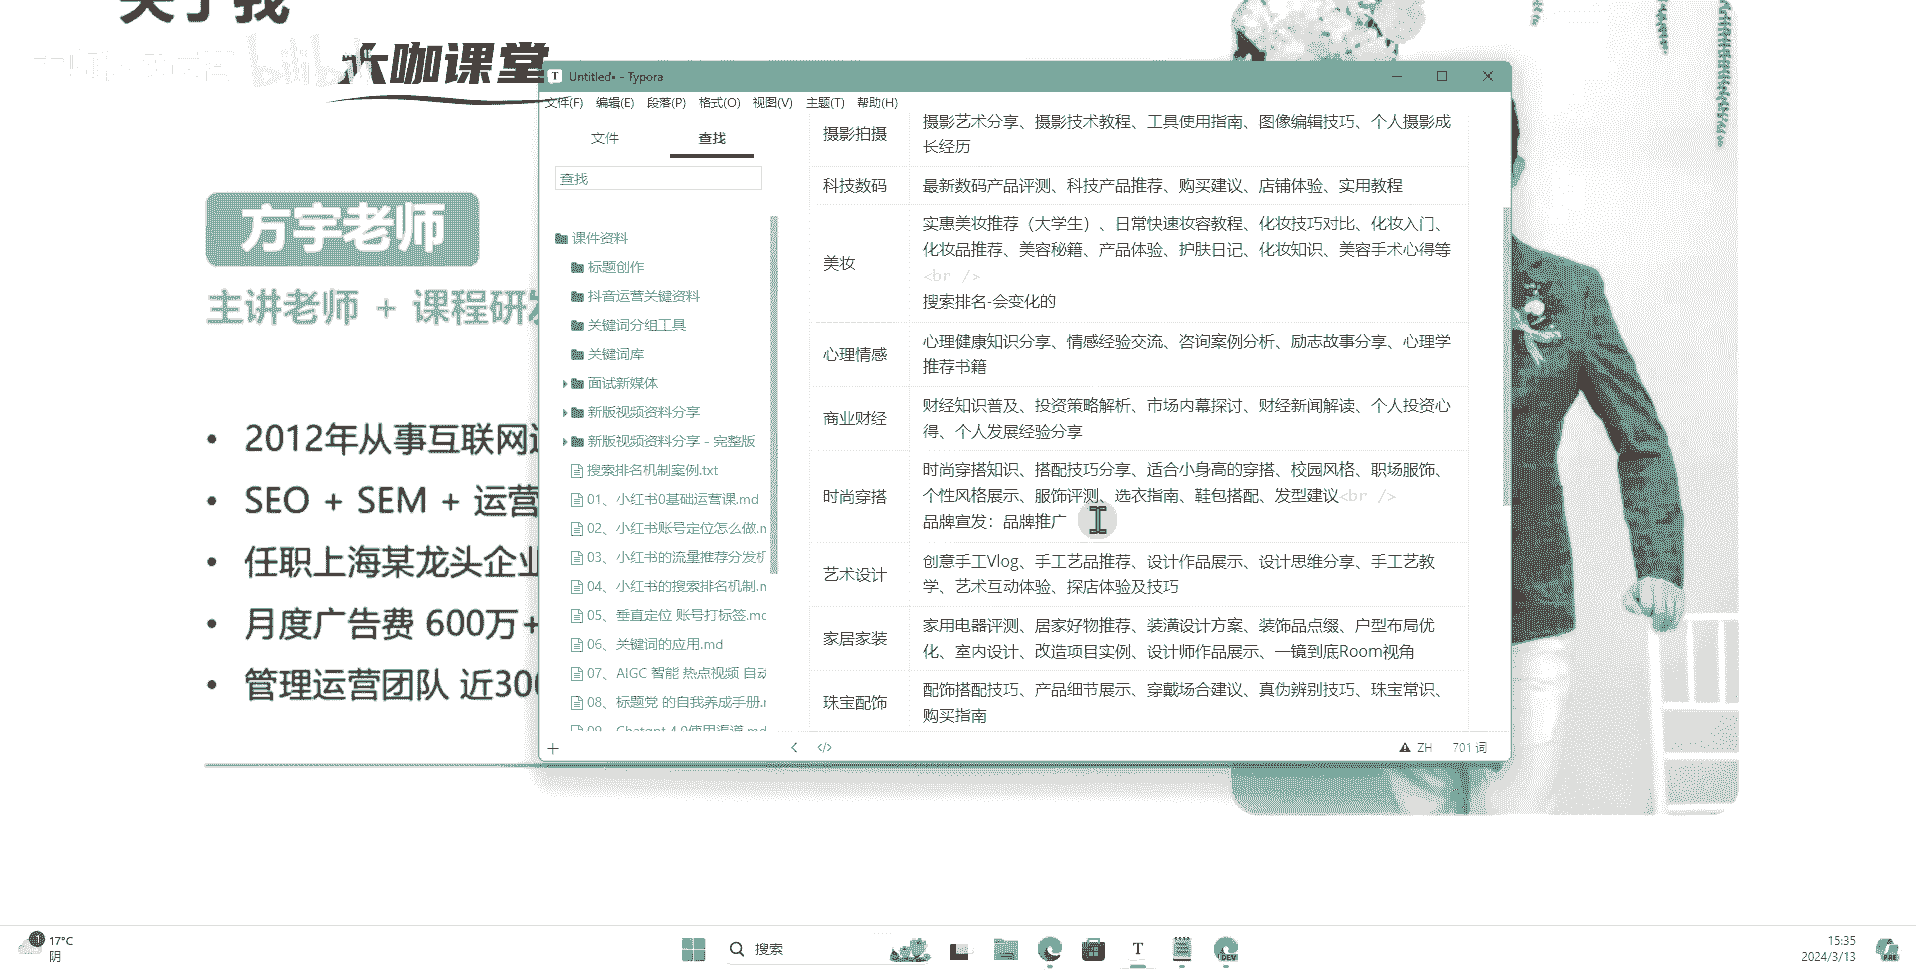 关于我
bilibili
大咖课堂
方宇老师
主讲老师 + 课程研发
2012年从事互联网
SEO + SEM + 运营
任职上海某龙头企业
月度广告费 600万+
管理运营团队 近300
Untitled• - Typora
文件(F) 编辑(E) 段落(P) 格式(O) 视图(V) 主题(T) 帮助(H)
文件 查找
查找
课件资料
标题创作
抖音运营关键资料
关键词分组工具
关键词库
面试新媒体
新版视频资料分享
新版视频资料分享 - 完整版
搜索排名机制案例.txt
01、小红书0基础运营课.md
02、小红书账号定位怎么做.m
03、小红书的流量推荐分发机
04、小红书的搜索排名机制.m
05、垂直定位 账号打标签.mc
06、关键词的应用.md
07、AIGC 智能 热点视频 自动
08、标题党 的自我养成手册.r
09、Chatgpt 4.0使用渠道.md
摄影拍摄
摄影艺术分享、摄影技术教程、工具使用指南、图像编辑技巧、个人摄影成
长经历
科技数码
最新数码产品评测、科技产品推荐、购买建议、店铺体验、实用教程
美妆
实惠美妆推荐（大学生）、日常快速妆容教程、化妆技巧对比、化妆入门、
化妆品推荐、美容秘籍、产品体验、护肤日记、化妆知识、美容手术心得等
<br />
搜索排名-会变化的
心理情感
心理健康知识分享、情感经验交流、咨询案例分析、励志故事分享、心理学
推荐书籍
商业财经
财经知识普及、投资策略解析、市场内幕探讨、财经新闻解读、个人投资心
得、个人发展经验分享
时尚穿搭
时尚穿搭知识、搭配技巧分享、适合小身高的穿搭、校园风格、职场服饰、
个性风格展示、服饰评测、选衣指南、鞋包搭配、发型建议<br />
品牌宣发：品牌推广
艺术设计
创意手工Vlog、手工艺品推荐、设计作品展示、设计思维分享、手工艺教
学、艺术互动体验、探店体验及技巧
家居家装
家用电器评测、居家好物推荐、装潢设计方案、装饰品点缀、户型布局优
化、室内设计、改造项目实例、设计师作品展示、一镜到底Room视角
珠宝配饰
配饰搭配技巧、产品细节展示、穿戴场合建议、真伪辨别技巧、珠宝常识、
购买指南
ZH 701 词
1
17°C
阴
搜索
DEV
15:35
2024/3/13
PRE